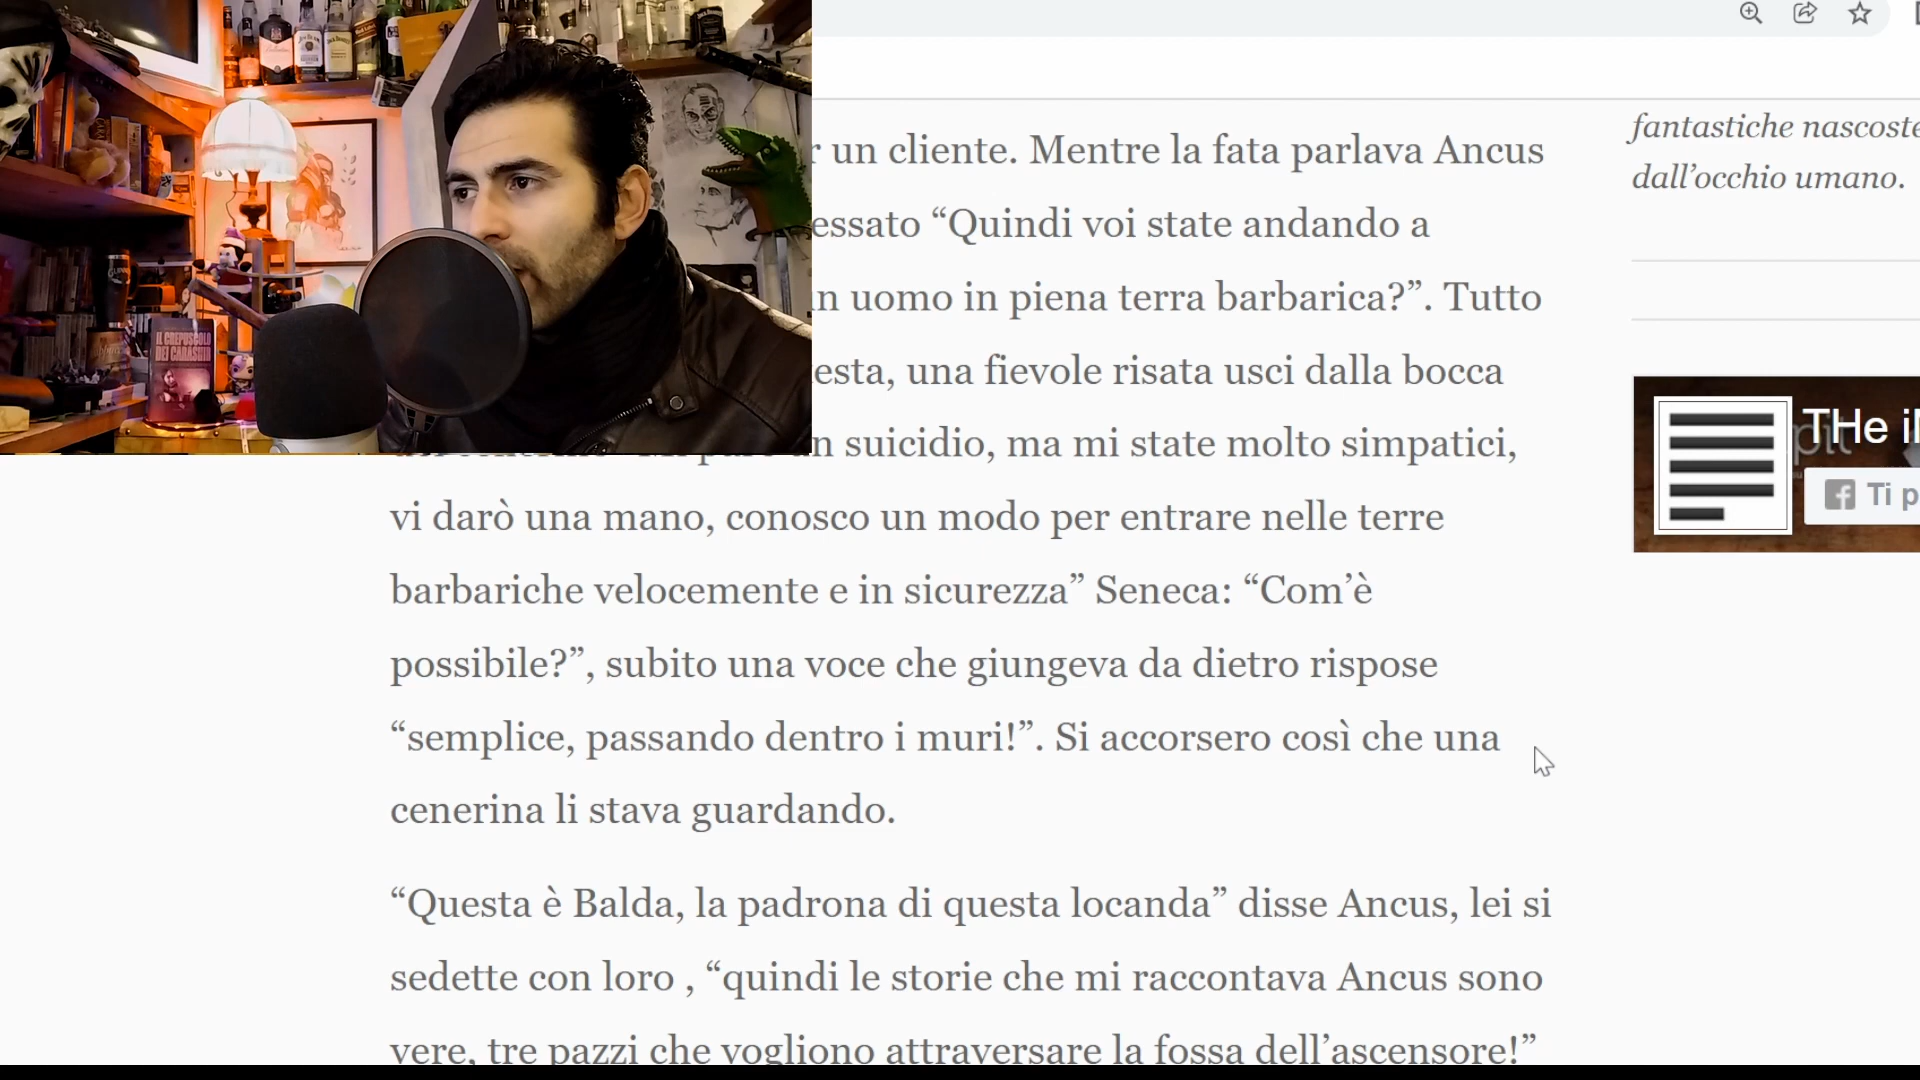 IL CREPUSCOLO
DEI CARASHID
r un cliente. Mentre la fata parlava Ancus
essato “Quindi voi state andando a
n uomo in piena terra barbarica?”. Tutto
esta, una fievole risata usci dalla bocca
n suicidio, ma mi state molto simpatici,
vi darò una mano, conosco un modo per entrare nelle terre
barbariche velocemente e in sicurezza” Seneca: “Com’è
possibile?”, subito una voce che giungeva da dietro rispose
“semplice, passando dentro i muri!”. Si accorsero così che una
cenerina li stava guardando.
“Questa è Balda, la padrona di questa locanda” disse Ancus, lei si
sedette con loro , “quindi le storie che mi raccontava Ancus sono
vere, tre pazzi che vogliono attraversare la fossa dell’ascensore!”
fantastiche nascoste
dall’occhio umano.
THe i
Ti p